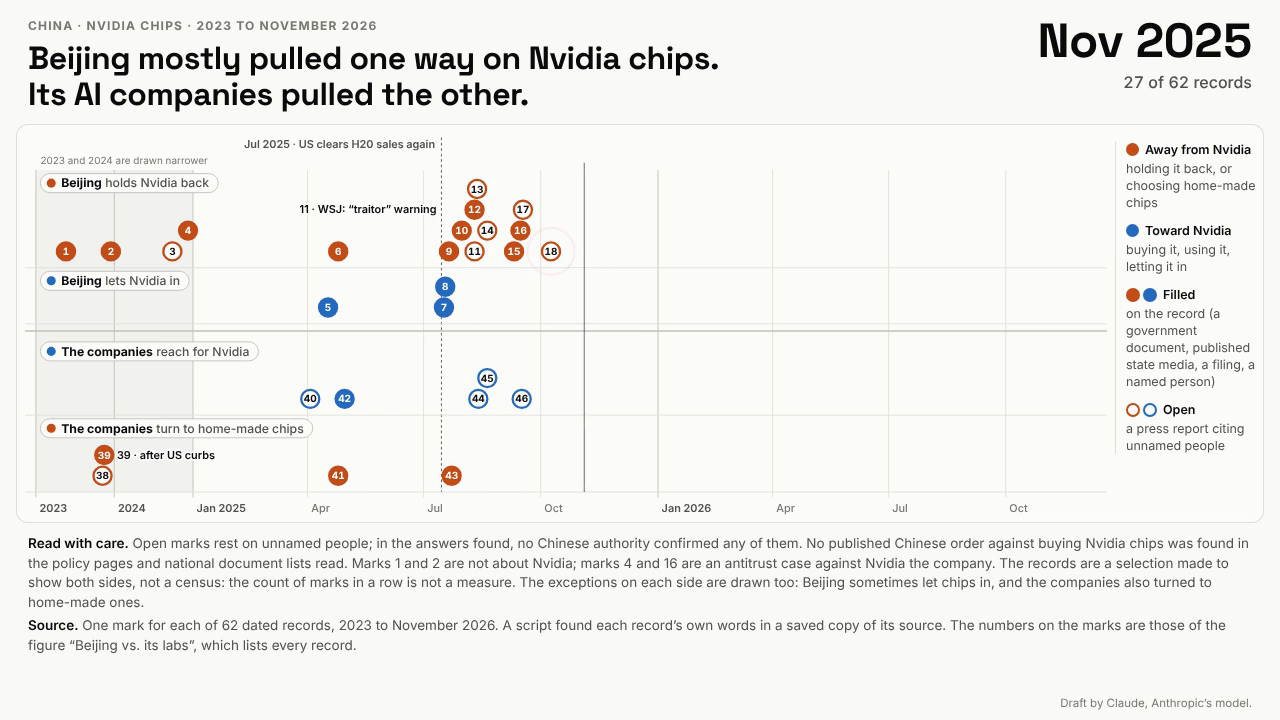 CHINA · NVIDIA CHIPS · 2023 TO NOVEMBER 2026
Beijing mostly pulled one way on Nvidia chips.
Its AI companies pulled the other.
Nov 2025
27 of 62 records
Jul 2025 · US clears H20 sales again
2023 and 2024 are drawn narrower
Beijing holds Nvidia back
13
11 · WSJ: “traitor” warning
12
17
4
10
14
16
1
2
3
6
9
11
15
18
Beijing lets Nvidia in
8
5
7
The companies reach for Nvidia
45
40
42
44
46
The companies turn to home-made chips
39
39 · after US curbs
38
41
43
2023
2024
Jan 2025
Apr
Jul
Oct
Jan 2026
Apr
Jul
Oct
Away from Nvidia
holding it back, or
choosing home-made
chips
Toward Nvidia
buying it, using it,
letting it in
Filled
on the record (a
government
document, published
state media, a filing, a
named person)
Open
a press report citing
unnamed people
Read with care. Open marks rest on unnamed people; in the answers found, no Chinese authority confirmed any of them. No published Chinese order against buying Nvidia chips was found in
the policy pages and national document lists read. Marks 1 and 2 are not about Nvidia; marks 4 and 16 are an antitrust case against Nvidia the company. The records are a selection made to
show both sides, not a census: the count of marks in a row is not a measure. The exceptions on each side are drawn too: Beijing sometimes let chips in, and the companies also turned to
home-made ones.
Source. One mark for each of 62 dated records, 2023 to November 2026. A script found each record’s own words in a saved copy of its source. The numbers on the marks are those of the
figure “Beijing vs. its labs”, which lists every record.
Draft by Claude, Anthropic’s model.